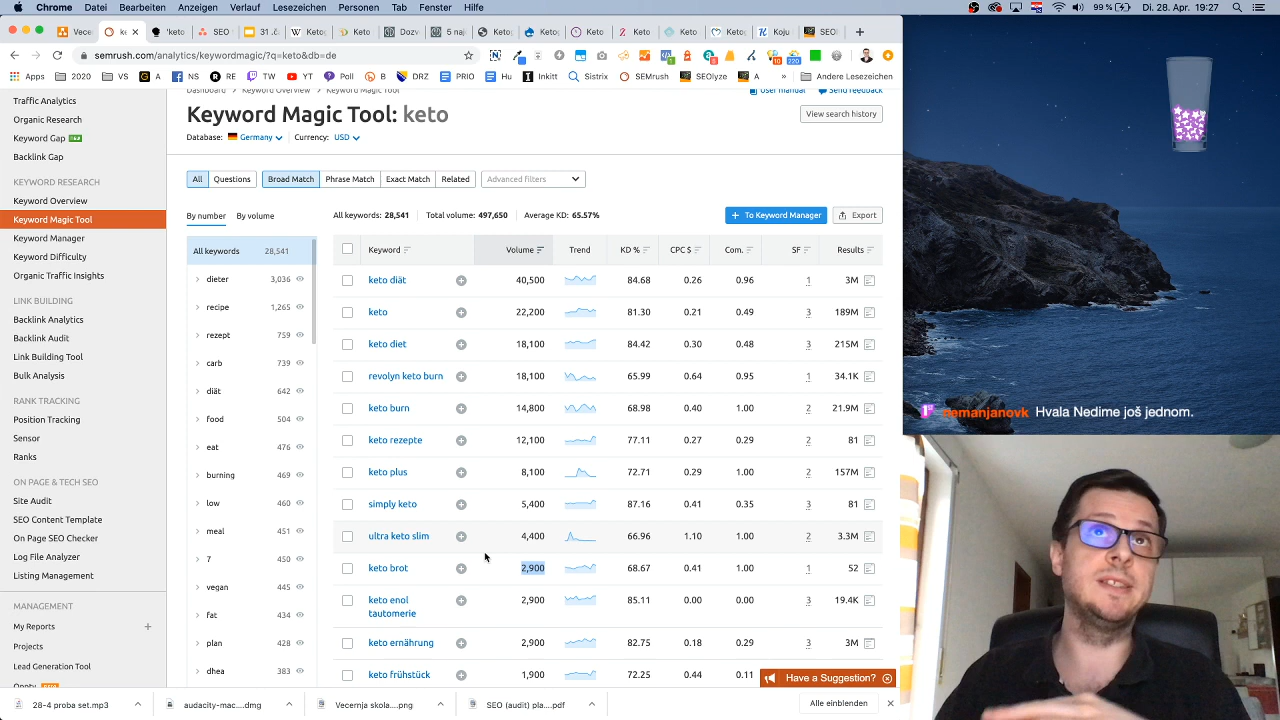 Chrome Datei Bearbeiten Anzeigen Verlauf Lesezeichen Personen Tab Fenster Hilfe 99% Di. 28. Apr. 19:27
semrush.com/analytics/keywordmagic/?q=keto&db=de
Apps 2020 VS A NS RE TW YT Poll B DRZ PRIO Hu Inkitt Sistrix SEMrush SEOlyze A » Andere Lesezeichen
Dashboard Keyword Overview Keyword Magic Tool User manual Send feedback
Keyword Magic Tool: keto
View search history
Database: Germany Currency: USD
All Questions Broad Match Phrase Match Exact Match Related Advanced filters
By number By volume All keywords: 28,541 Total volume: 497,650 Average KD: 65.57% + To Keyword Manager Export
Traffic Analytics
Organic Research
Keyword Gap
Backlink Gap
KEYWORD RESEARCH
Keyword Overview
Keyword Magic Tool
Keyword Manager
Keyword Difficulty
Organic Traffic Insights
LINK BUILDING
Backlink Analytics
Backlink Audit
Link Building Tool
Bulk Analysis
RANK TRACKING
Position Tracking
Sensor
Ranks
ON PAGE & TECH SEO
Site Audit
SEO Content Template
On Page SEO Checker
Log File Analyzer
Listing Management
MANAGEMENT
My Reports +
Projects
Lead Generation Tool
All keywords 28,541
dieter 3,036
recipe 1,265
rezept 759
carb 739
diät 642
food 504
eat 476
burning 469
low 460
meal 451
7 450
vegan 445
fat 434
plan 428
dhea 383
Keyword Volume Trend KD % CPC $ Com. SF Results
keto diät 40,500 84.68 0.26 0.96 1 3M
keto 22,200 81.30 0.21 0.49 3 189M
keto diet 18,100 84.42 0.30 0.48 3 215M
revolyn keto burn 18,100 65.99 0.64 0.95 1 34.1K
keto burn 14,800 68.98 0.40 1.00 2 21.9M
keto rezepte 12,100 77.11 0.27 0.29 2 81
keto plus 8,100 72.71 0.29 1.00 2 157M
simply keto 5,400 87.16 0.41 0.35 3 81
ultra keto slim 4,400 66.96 1.10 1.00 2 3.3M
keto brot 2,900 68.67 0.41 1.00 1 52
keto enol tautomerie 2,900 85.11 0.00 0.00 3 19.4K
keto ernährung 2,900 82.75 0.18 0.29 3 3M
keto frühstück 1,900 72.25 0.44 0.11
Have a Suggestion?
28-4 proba set.mp3 audacity-mac....dmg Vecernja skola....png SEO (audit) pla....pdf Alle einblenden
nemanjanovk Hvala Nedime još jednom.